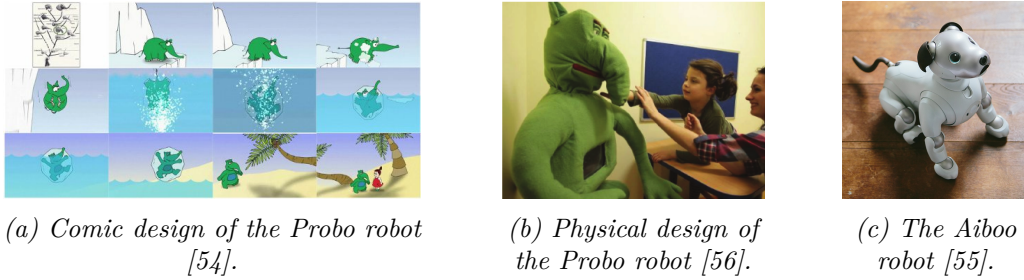 (a) Comic design of the Probo robot
[54].
(b) Physical design of
the Probo robot [56].
(c) The Aiboo
robot [55].